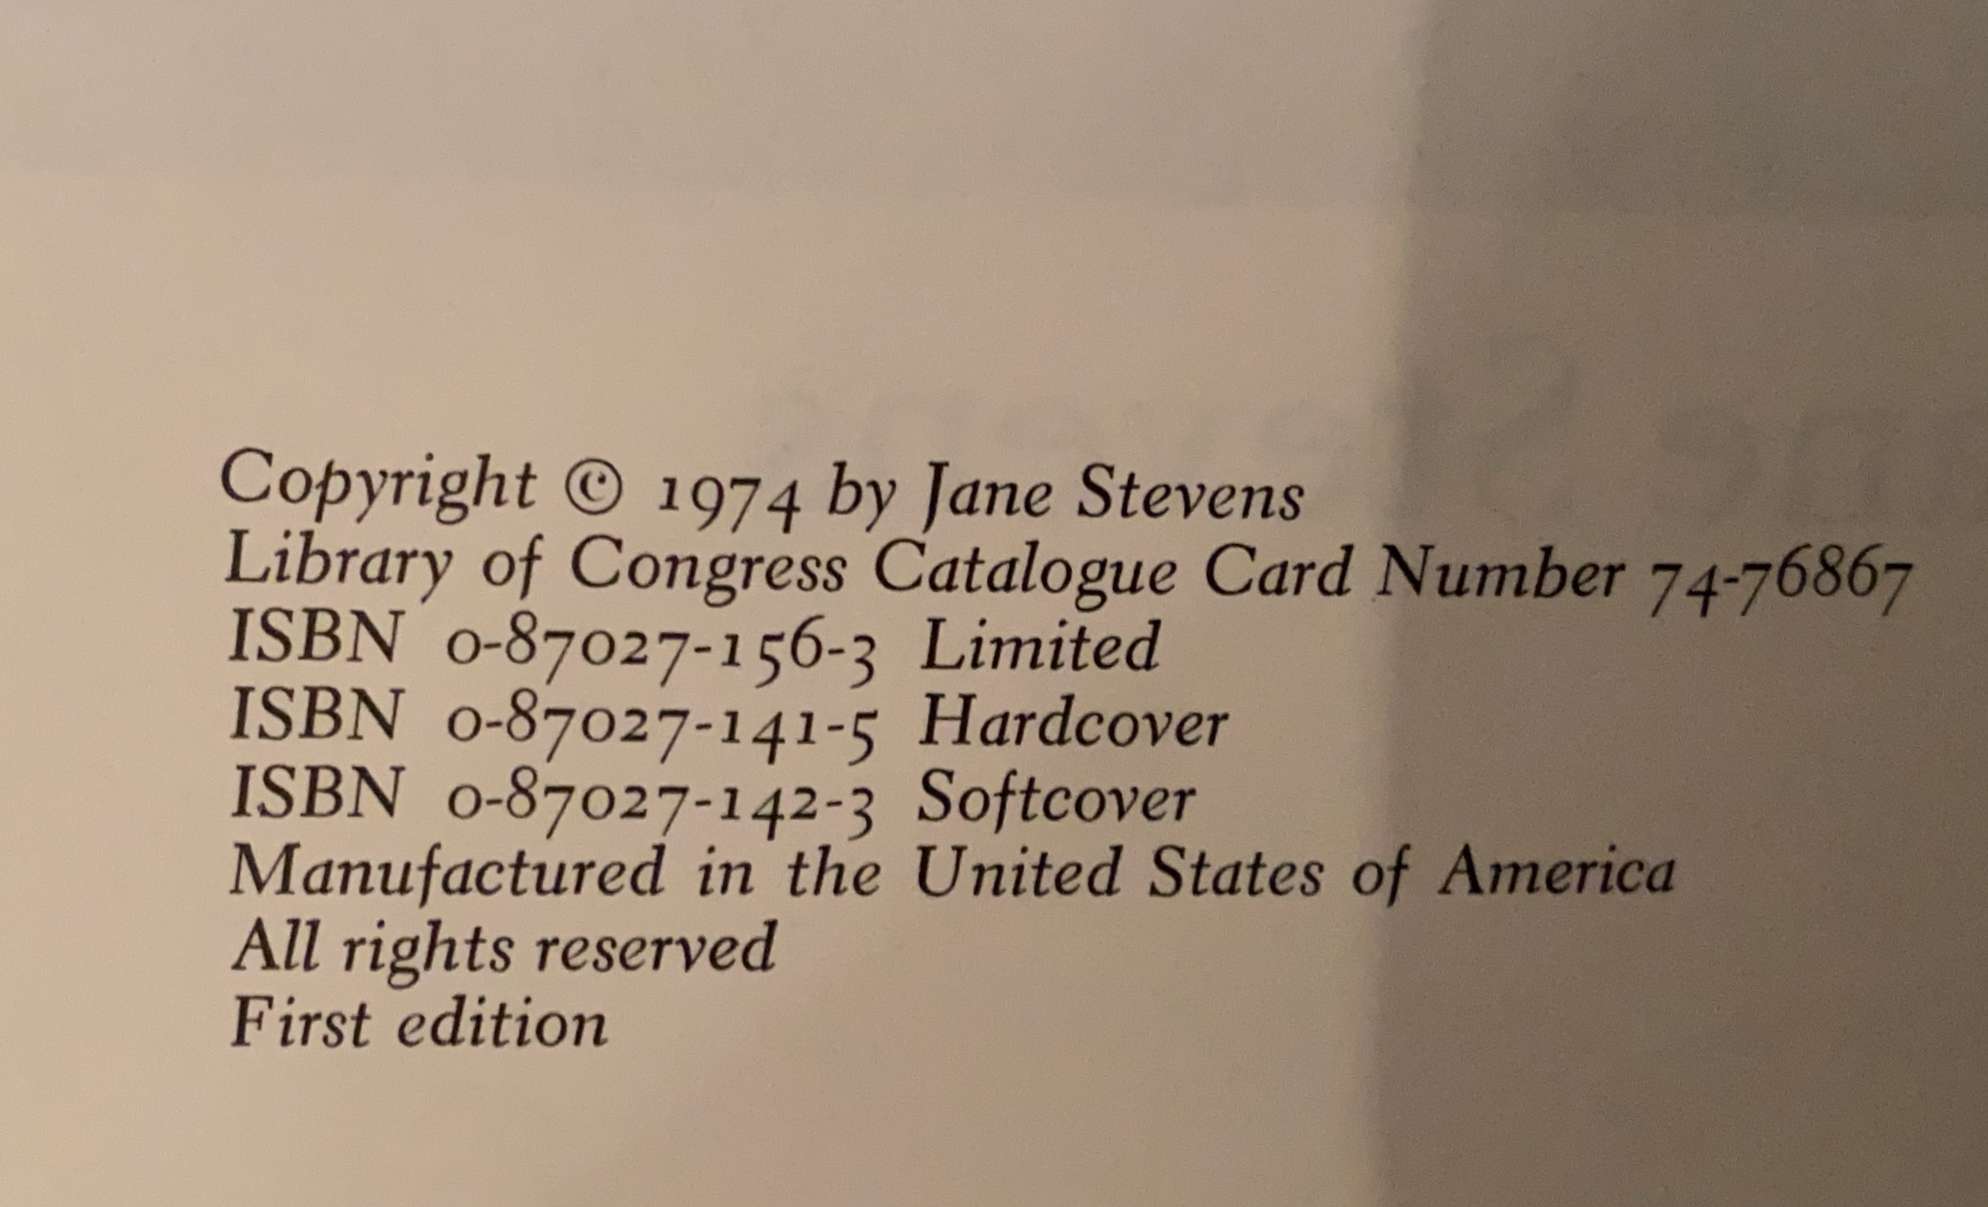 Copyright © 1974 by Jane Stevens
Library of Congress Catalogue Card Number 74-76867
ISBN 0-87027-156-3 Limited
ISBN 0-87027-141-5 Hardcover
ISBN 0-87027-142-3 Softcover
Manufactured in the United States of America
All rights reserved
First edition